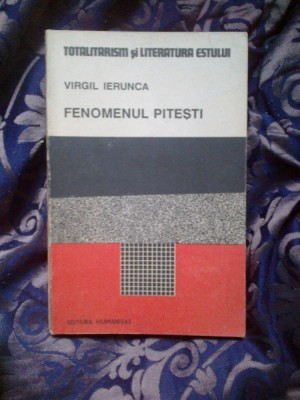 TOTALITARISM și LITERATURA ESTULUI
VIRGIL IERUNCA
FENOMENUL PITEȘTI
EDITURA HUMANITAS